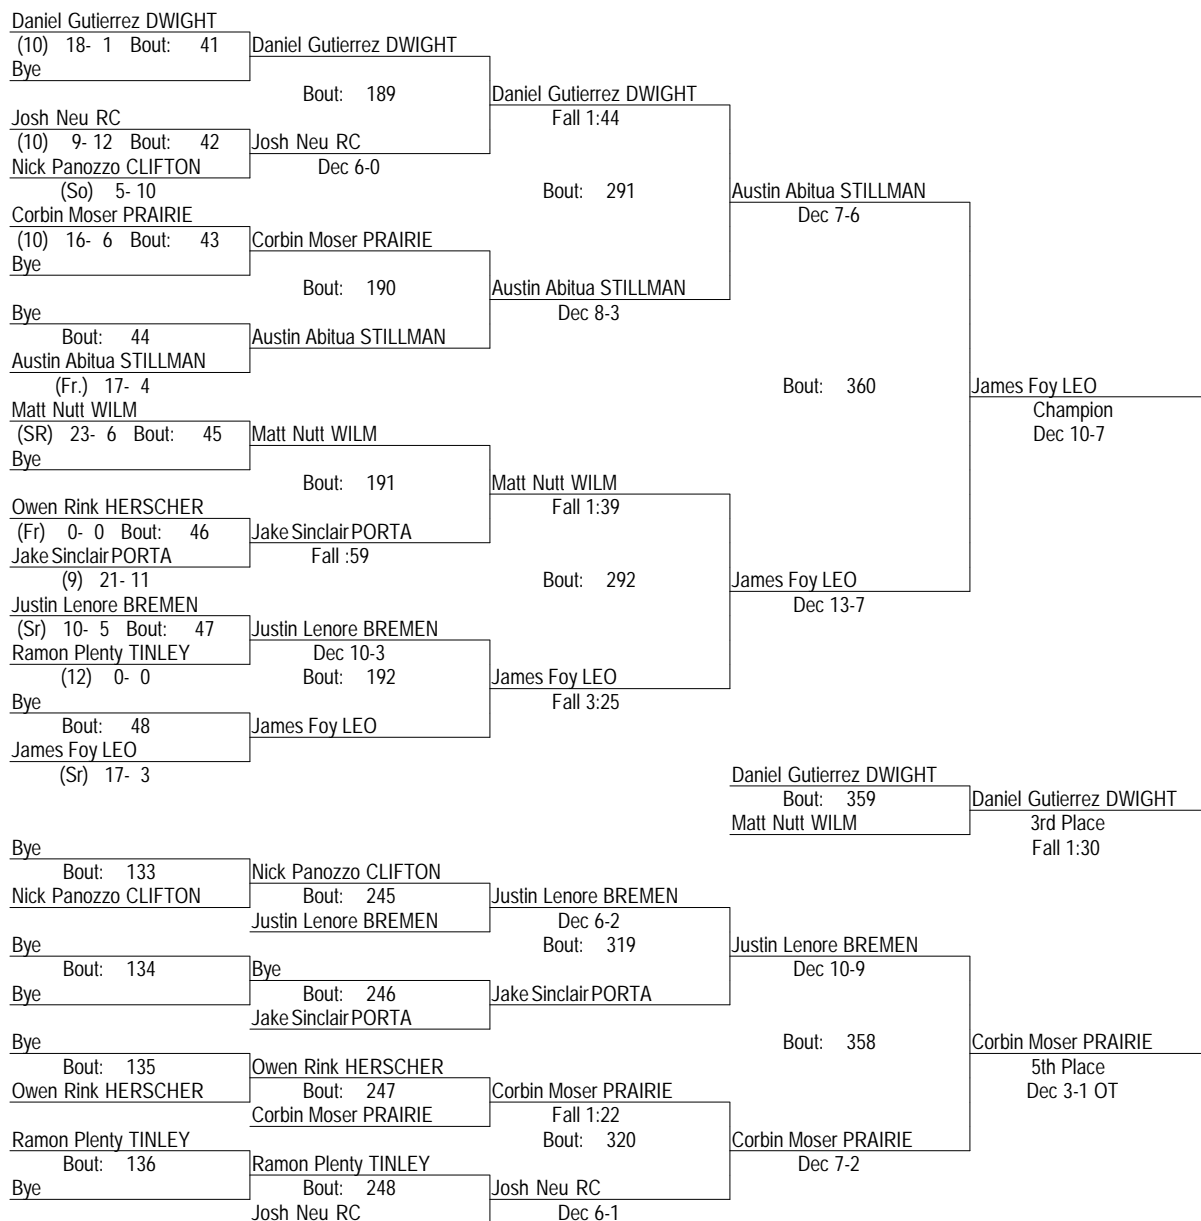 Daniel Gutierrez DWIGHT
(10) 18- 1 Bout: 41
Bye
Daniel Gutierrez DWIGHT
Bout: 189
Josh Neu RC
(10) 9- 12 Bout: 42
Nick Panozzo CLIFTON
(So) 5- 10
Josh Neu RC
Dec 6-0
Daniel Gutierrez DWIGHT
Fall 1:44
Bout: 291
Corbin Moser PRAIRIE
(10) 16- 6 Bout: 43
Bye
Corbin Moser PRAIRIE
Bout: 190
Bye
Bout: 44
Austin Abitua STILLMAN
(Fr.) 17- 4
Austin Abitua STILLMAN
Austin Abitua STILLMAN
Dec 8-3
Austin Abitua STILLMAN
Dec 7-6
Bout: 360
Matt Nutt WILM
(SR) 23- 6 Bout: 45
Bye
Matt Nutt WILM
Bout: 191
Owen Rink HERSCHER
(Fr) 0- 0 Bout: 46
Jake Sinclair PORTA
(9) 21- 11
Jake Sinclair PORTA
Fall :59
Matt Nutt WILM
Fall 1:39
Bout: 292
Justin Lenore BREMEN
(Sr) 10- 5 Bout: 47
Ramon Plenty TINLEY
(12) 0- 0
Justin Lenore BREMEN
Dec 10-3
Bout: 192
Bye
Bout: 48
James Foy LEO
(Sr) 17- 3
James Foy LEO
James Foy LEO
Fall 3:25
James Foy LEO
Dec 13-7
James Foy LEO
Champion
Dec 10-7
Daniel Gutierrez DWIGHT
Bout: 359
Matt Nutt WILM
Daniel Gutierrez DWIGHT
3rd Place
Fall 1:30
Bye
Bout: 133
Nick Panozzo CLIFTON
Nick Panozzo CLIFTON
Bout: 245
Justin Lenore BREMEN
Justin Lenore BREMEN
Dec 6-2
Bout: 319
Bye
Bout: 134
Bye
Bye
Bout: 246
Jake Sinclair PORTA
Jake Sinclair PORTA
Justin Lenore BREMEN
Dec 10-9
Bout: 358
Bye
Bout: 135
Owen Rink HERSCHER
Owen Rink HERSCHER
Bout: 247
Corbin Moser PRAIRIE
Corbin Moser PRAIRIE
Fall 1:22
Bout: 320
Ramon Plenty TINLEY
Bout: 136
Bye
Ramon Plenty TINLEY
Bout: 248
Josh Neu RC
Josh Neu RC
Dec 6-1
Corbin Moser PRAIRIE
Dec 7-2
Corbin Moser PRAIRIE
5th Place
Dec 3-1 OT